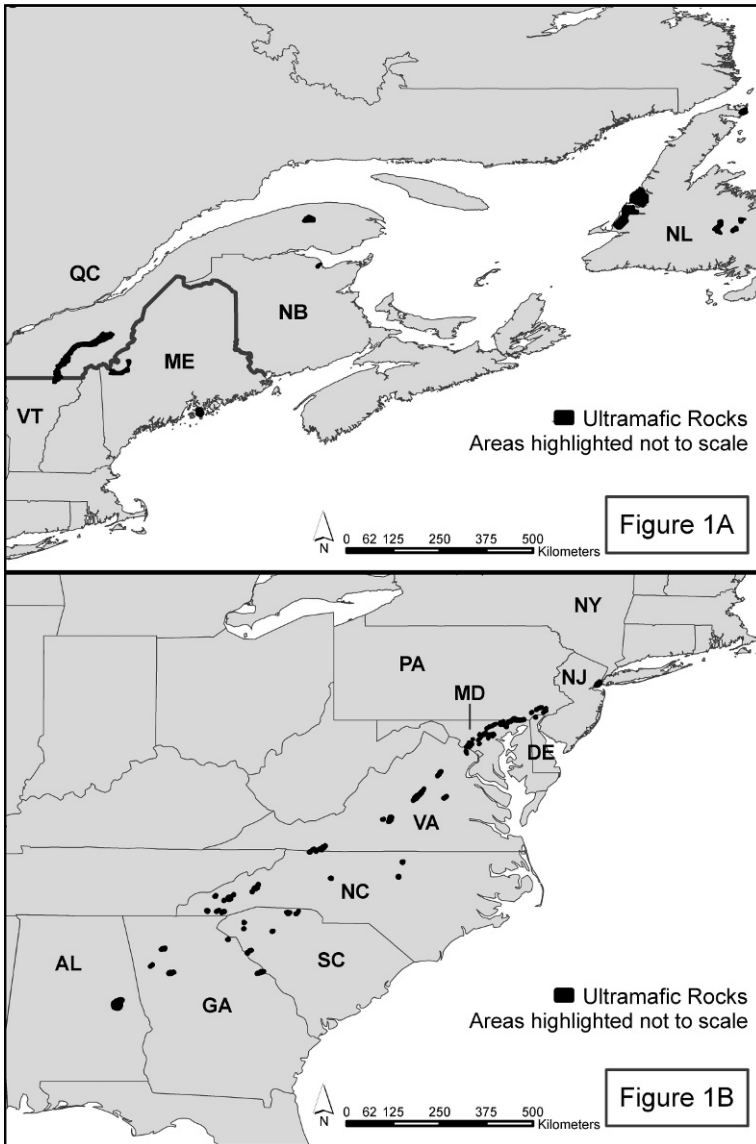 QC
NL
NB
ME
VT
Ultramafic Rocks
Areas highlighted not to scale
N
0 62 125 250 375 500
Kilometers
Figure 1A
NY
PA
NJ
MD
DE
VA
NC
AL
SC
GA
Ultramafic Rocks
Areas highlighted not to scale
N
0 62 125 250 375 500
Kilometers
Figure 1B